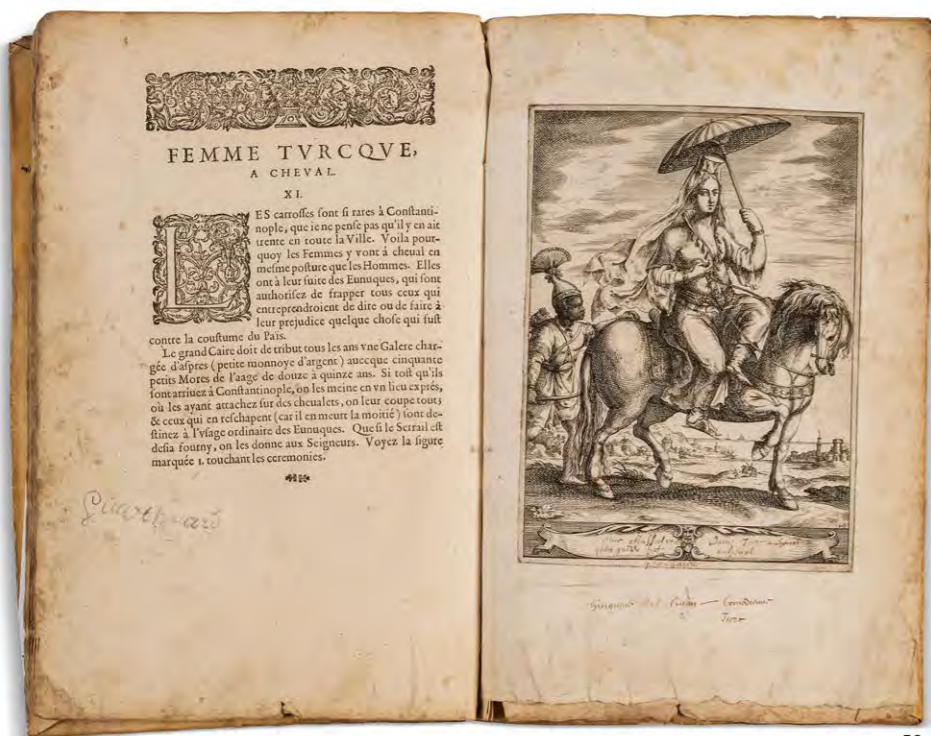 FEMME TVRCQVE,
A CHEVAL.
XI.
LES carrosses sont si rares à Constanti-
nople, que ie ne pense pas qu'il y en ait
trente en toute la Ville. Voila pour-
quoy les Femmes y vont à cheval en
mesme posture que les Hommes. Elles
ont à leur suite des Eunuques, qui sont
authorisez de frapper tous ceux qui
entreprendroient de dire ou de faire à
leur prejudice quelque chose qui fust
contre la coustume du Païs.
Le grand Caire doit de tribut tous les ans vne Galere char-
gée d'aspres (petite monnoye d'argent) auecque cinquante
petits Mores de l'aage de douze à quinze ans. Si tost qu'ils
sont arriuez à Constantinople, on les meine en vn lieu exprés,
où les ayant attachez sur des cheualets, on leur coupe tout;
& ceux qui en reschapent (car il en meurt la moitié) sont de-
stinez à l'vsage ordinaire des Eunuques. Que si le Serrail est
desia fourny, on les donne aux Seigneurs. Voyez la figure
marquée 1. touchant les ceremonies.